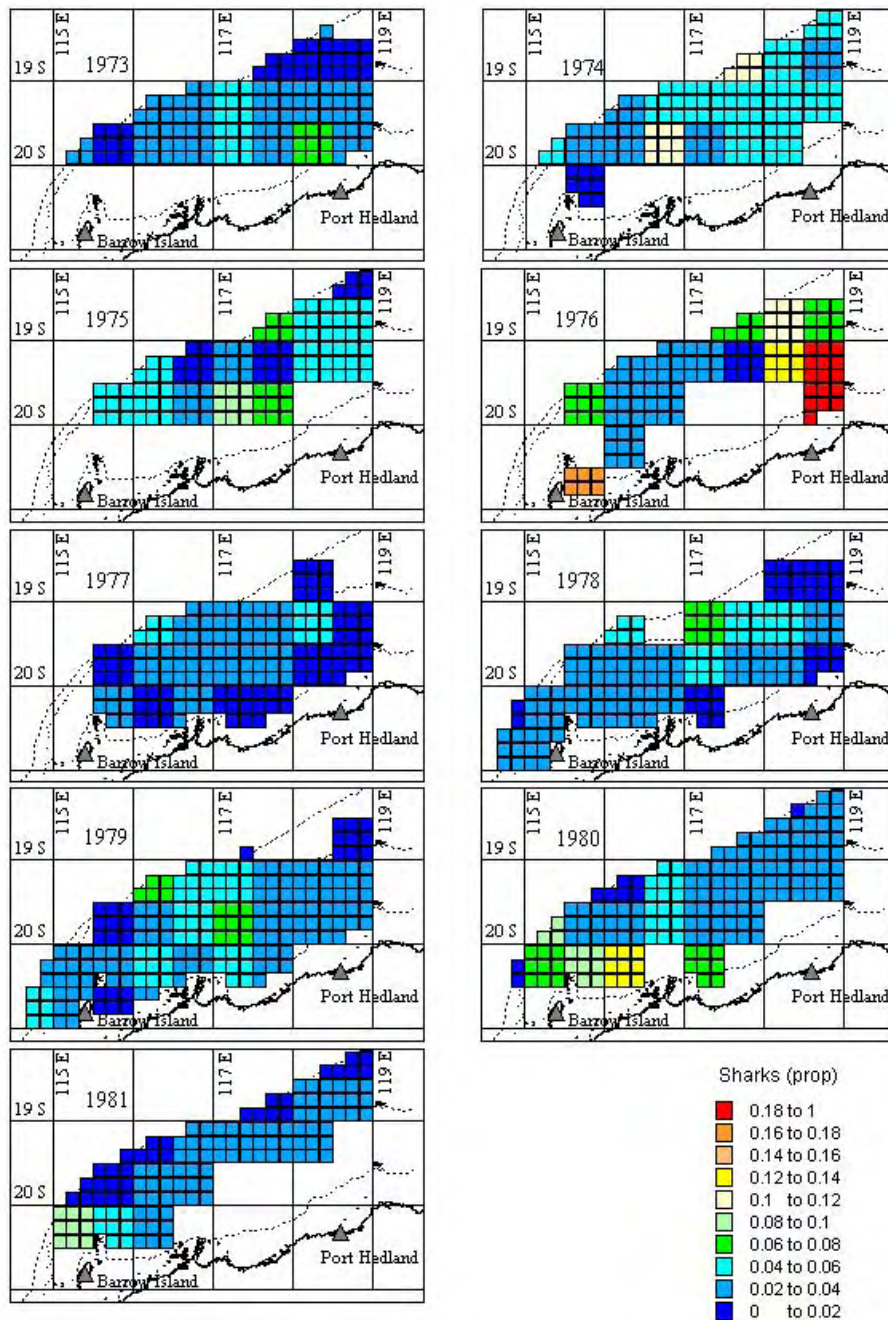 115 E
117 E
119 E
19 S
1973
20 S
Barrow Island
Port Hedland
115 E
117 E
119 E
19 S
1974
20 S
Barrow Island
Port Hedland
115 E
117 E
119 E
19 S
1975
20 S
Barrow Island
Port Hedland
115 E
117 E
119 E
19 S
1976
20 S
Barrow Island
Port Hedland
115 E
117 E
119 E
19 S
1977
20 S
Barrow Island
Port Hedland
115 E
117 E
119 E
19 S
1978
20 S
Barrow Island
Port Hedland
115 E
117 E
119 E
19 S
1979
20 S
Barrow Island
Port Hedland
115 E
117 E
119 E
19 S
1980
20 S
Barrow Island
Port Hedland
115 E
117 E
119 E
19 S
1981
20 S
Barrow Island
Port Hedland
Sharks (prop)
0.18 to 1
0.16 to 0.18
0.14 to 0.16
0.12 to 0.14
0.1 to 0.12
0.08 to 0.1
0.06 to 0.08
0.04 to 0.06
0.02 to 0.04
0 to 0.02